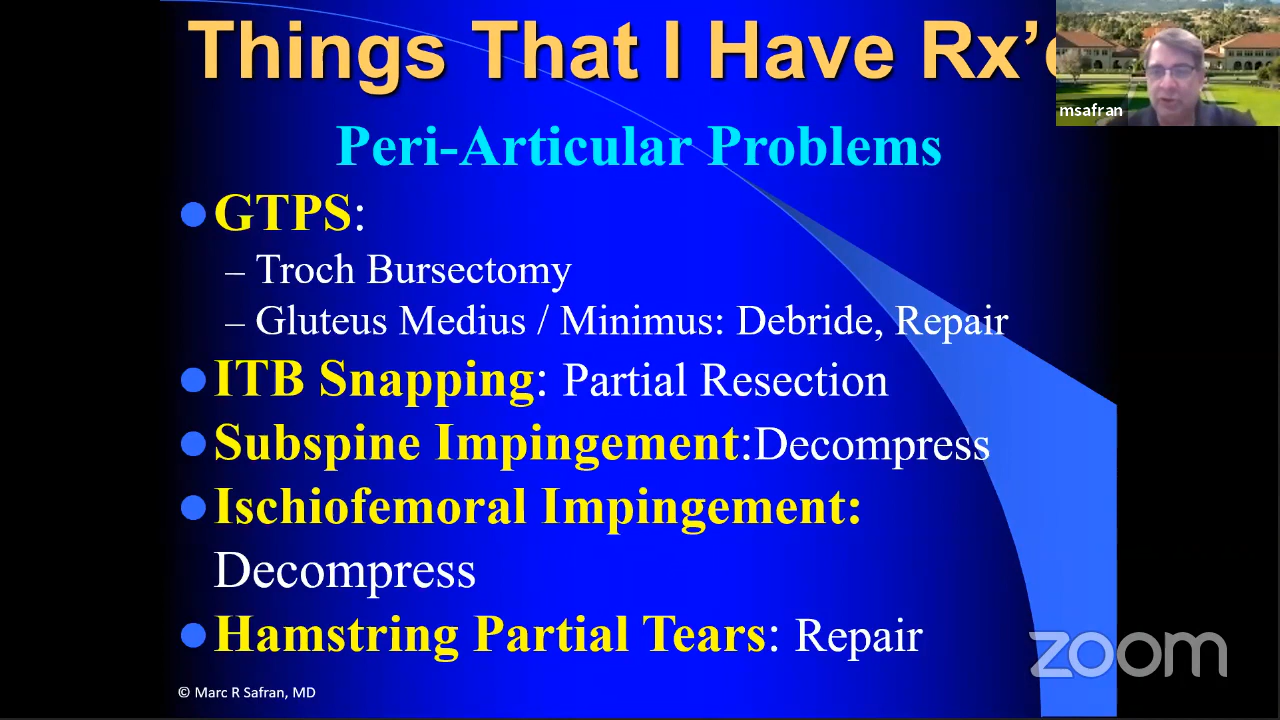 Things That I Have Rx'
msafran
Peri-Articular Problems
GTPS:
– Troch Bursectomy
– Gluteus Medius / Minimus: Debride, Repair
ITB Snapping: Partial Resection
Subspine Impingement:Decompress
Ischiofemoral Impingement:
Decompress
Hamstring Partial Tears: Repair
zoom
© Marc R Safran, MD